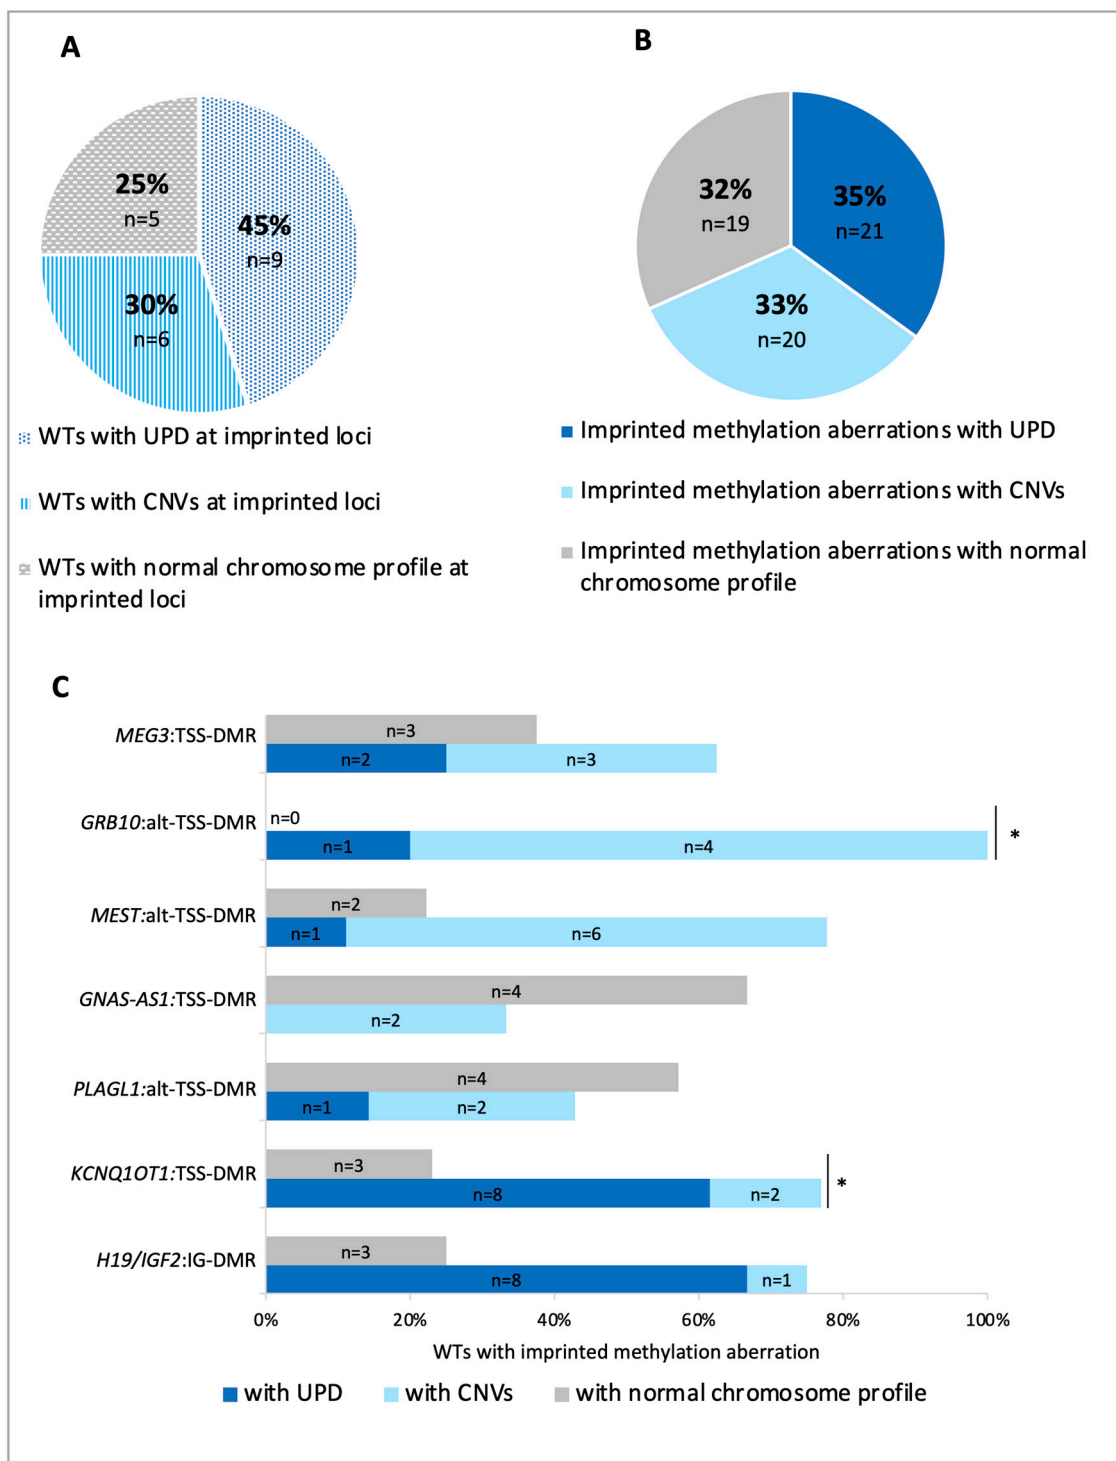 A
25%
n=5
45%
n=9
30%
n=6
WTs with UPD at imprinted loci
WTs with CNVs at imprinted loci
WTs with normal chromosome profile at
imprinted loci
B
32%
n=19
35%
n=21
33%
n=20
Imprinted methylation aberrations with UPD
Imprinted methylation aberrations with CNVs
Imprinted methylation aberrations with normal
chromosome profile
C
MEG3:TSS-DMR
n=3
n=2 n=3
GRB10:alt-TSS-DMR
n=0
n=1 n=4
*
MEST:alt-TSS-DMR
n=2
n=1 n=6
GNAS-AS1:TSS-DMR
n=4
n=2
PLAGL1:alt-TSS-DMR
n=4
n=1 n=2
KCNQ1OT1:TSS-DMR
n=3
n=8 n=2
*
H19/IGF2:IG-DMR
n=3
n=8 n=1
0% 20% 40% 60% 80% 100%
WTs with imprinted methylation aberration
with UPD with CNVs with normal chromosome profile